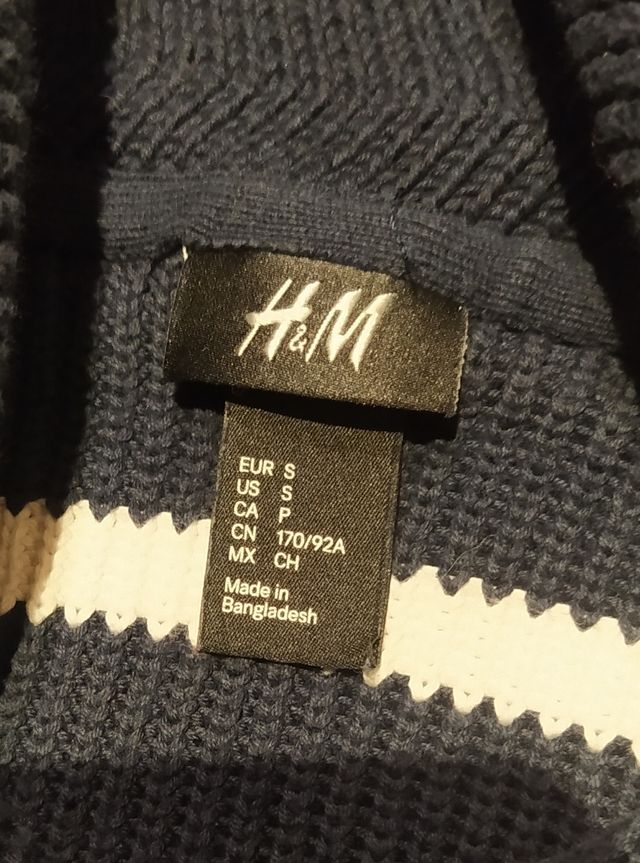 H&M
EUR S
US S
CA P
CN 170/92A
MX CH
Made in
Bangladesh